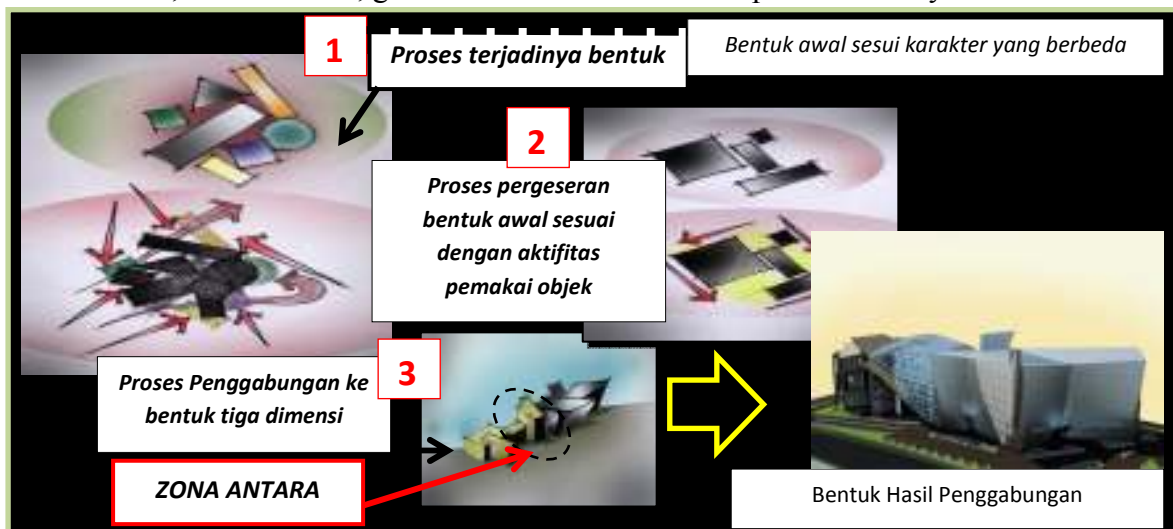 1
Proses terjadinya bentuk
Bentuk awal sesui karakter yang berbeda
2
Proses pergeseran
bentuk awal sesuai
dengan aktifitas
pemakai objek
3
Proses Penggabungan ke
bentuk tiga dimensi
ZONA ANTARA
Bentuk Hasil Penggabungan